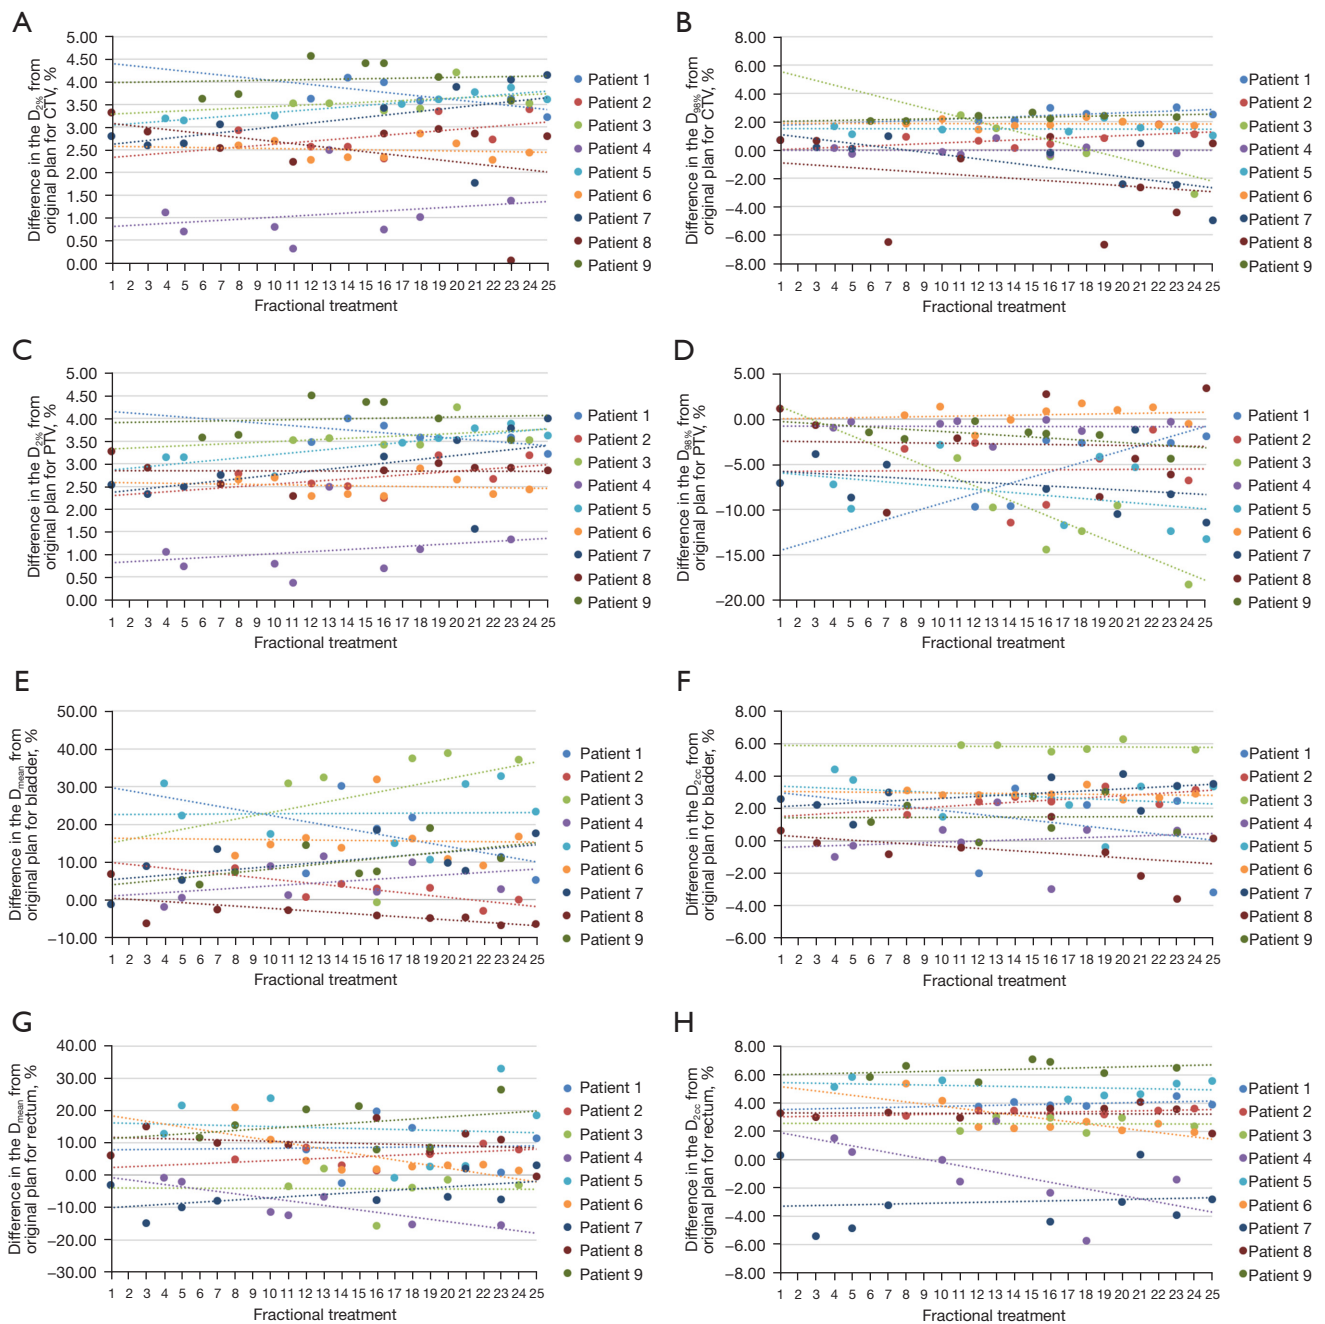 A
Difference in the D2% from
original plan for CTV, %
5.00
4.50
4.00
3.50
3.00
2.50
2.00
1.50
1.00
0.50
0.00
1 2 3 4 5 6 7 8 9 10 11 12 13 14 15 16 17 18 19 20 21 22 23 24 25
Fractional treatment
Patient 1
Patient 2
Patient 3
Patient 4
Patient 5
Patient 6
Patient 7
Patient 8
Patient 9
B
Difference in the D98% from
original plan for CTV, %
8.00
6.00
4.00
2.00
0.00
−2.00
−4.00
−6.00
−8.00
1 2 3 4 5 6 7 8 9 10 11 12 13 14 15 16 17 18 19 20 21 22 23 24 25
Fractional treatment
Patient 1
Patient 2
Patient 3
Patient 4
Patient 5
Patient 6
Patient 7
Patient 8
Patient 9
C
Difference in the D2% from
original plan for PTV, %
5.00
4.50
4.00
3.50
3.00
2.50
2.00
1.50
1.00
0.50
0.00
1 2 3 4 5 6 7 8 9 10 11 12 13 14 15 16 17 18 19 20 21 22 23 24 25
Fractional treatment
Patient 1
Patient 2
Patient 3
Patient 4
Patient 5
Patient 6
Patient 7
Patient 8
Patient 9
D
Difference in the D98% from
original plan for PTV, %
5.00
0.00
−5.00
−10.00
−15.00
−20.00
1 2 3 4 5 6 7 8 9 10 11 12 13 14 15 16 17 18 19 20 21 22 23 24 25
Fractional treatment
Patient 1
Patient 2
Patient 3
Patient 4
Patient 5
Patient 6
Patient 7
Patient 8
Patient 9
E
Difference in the Dmean from
original plan for bladder, %
50.00
40.00
30.00
20.00
10.00
0.00
−10.00
1 2 3 4 5 6 7 8 9 10 11 12 13 14 15 16 17 18 19 20 21 22 23 24 25
Fractional treatment
Patient 1
Patient 2
Patient 3
Patient 4
Patient 5
Patient 6
Patient 7
Patient 8
Patient 9
F
Difference in the D2cc from
original plan for bladder, %
8.00
6.00
4.00
2.00
0.00
−2.00
−4.00
−6.00
1 2 3 4 5 6 7 8 9 10 11 12 13 14 15 16 17 18 19 20 21 22 23 24 25
Fractional treatment
Patient 1
Patient 2
Patient 3
Patient 4
Patient 5
Patient 6
Patient 7
Patient 8
Patient 9
G
Difference in the Dmean from
original plan for rectum, %
40.00
30.00
20.00
10.00
0.00
−10.00
−20.00
−30.00
1 2 3 4 5 6 7 8 9 10 11 12 13 14 15 16 17 18 19 20 21 22 23 24 25
Fractional treatment
Patient 1
Patient 2
Patient 3
Patient 4
Patient 5
Patient 6
Patient 7
Patient 8
Patient 9
H
Difference in the D2cc from
original plan for rectum, %
8.00
6.00
4.00
2.00
0.00
−2.00
−4.00
−6.00
−8.00
1 2 3 4 5 6 7 8 9 10 11 12 13 14 15 16 17 18 19 20 21 22 23 24 25
Fractional treatment
Patient 1
Patient 2
Patient 3
Patient 4
Patient 5
Patient 6
Patient 7
Patient 8
Patient 9